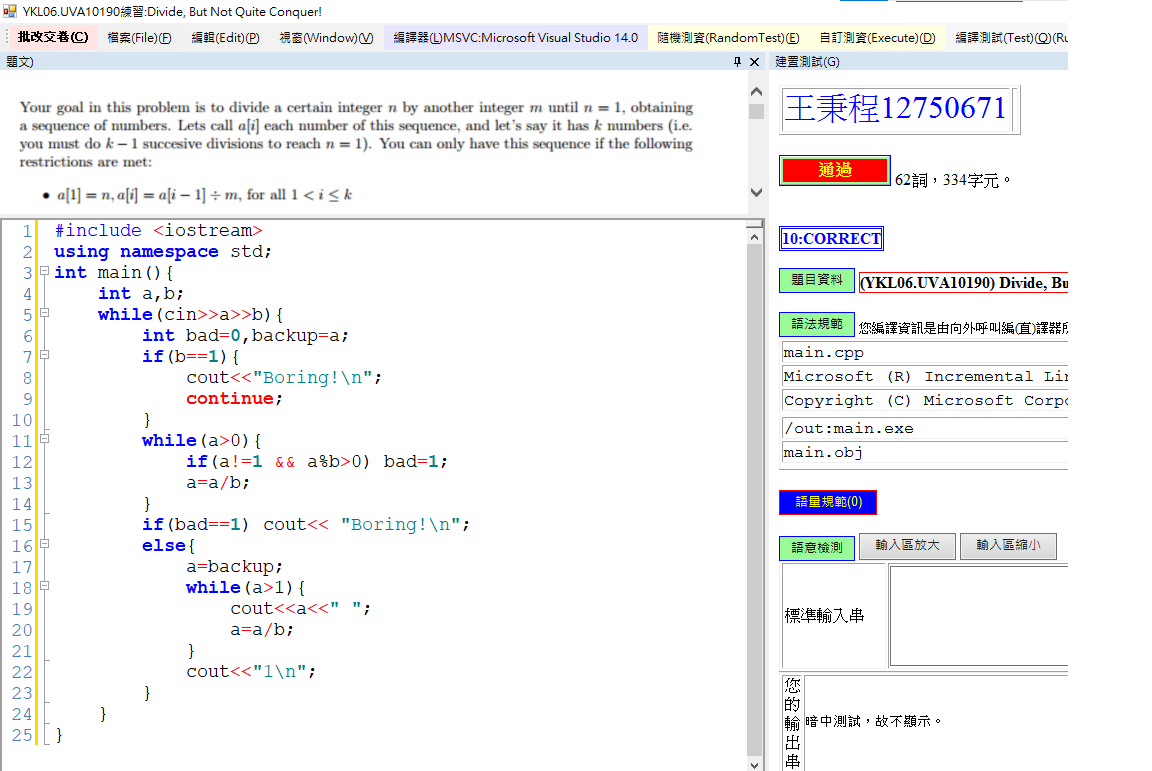 YKL06.UVA10190練習:Divide, But Not Quite Conquer!
批改交卷(C) 檔案(File)(F) 編輯(Edit)(P) 視窗(Window)(V) 編譯器(L)MSVC:Microsoft Visual Studio 14.0 隨機測資(RandomTest)(E) 自訂測資(Execute)(D) 編譯測試(Test)(Q)(Ru
題文)
Your goal in this problem is to divide a certain integer n by another integer m until n = 1, obtaining
a sequence of numbers. Lets call a[i] each number of this sequence, and let's say it has k numbers (i.e.
you must do k − 1 succesive divisions to reach n = 1). You can only have this sequence if the following
restrictions are met:
• a[1] = n, a[i] = a[i − 1] ÷ m, for all 1 < i ≤ k
1 #include <iostream>
2 using namespace std;
3 int main(){
4 int a,b;
5 while(cin>>a>>b){
6 int bad=0,backup=a;
7 if(b==1){
8 cout<<"Boring!\n";
9 continue;
10 }
11 while(a>0){
12 if(a!=1 && a%b>0) bad=1;
13 a=a/b;
14 }
15 if(bad==1) cout<< "Boring!\n";
16 else{
17 a=backup;
18 while(a>1){
19 cout<<a<<" ";
20 a=a/b;
21 }
22 cout<<"1\n";
23 }
24 }
25 }
建置測試(G)
王秉程12750671
通過 62詞，334字元。
10:CORRECT
題目資料 (YKL06.UVA10190) Divide, Bu
語法規範 您編譯資訊是由向外呼叫編(直)譯器所
main.cpp
Microsoft (R) Incremental Lin
Copyright (C) Microsoft Corpo
/out:main.exe
main.obj
語量規範(0)
語意檢測 輸入區放大 輸入區縮小
標準輸入串
您的輸出串 暗中測試，故不顯示。